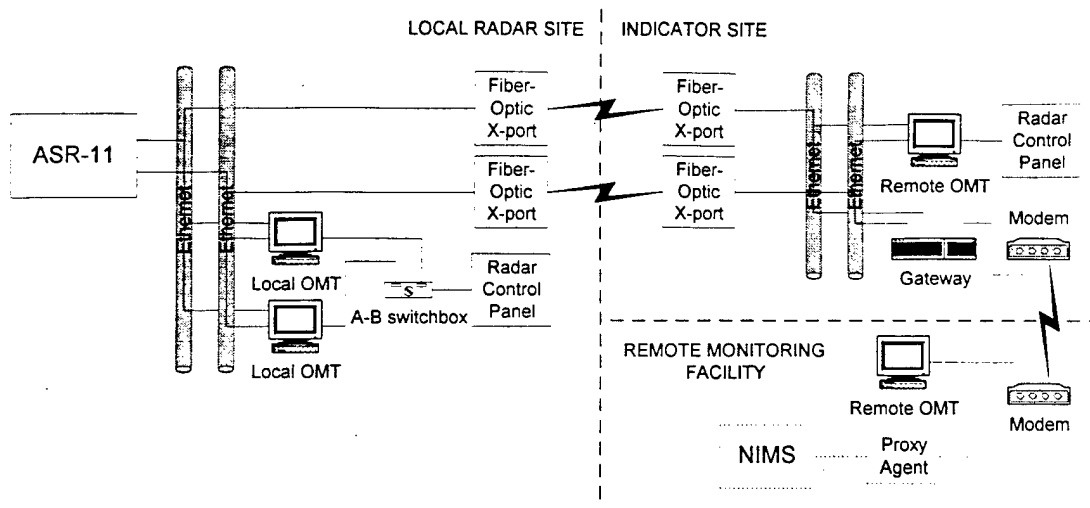 LOCAL RADAR SITE
INDICATOR SITE
Fiber-
Optic
X-port
Fiber-
Optic
X-port
Radar
Control
Panel
ASR-11
Ethernet
Ethernet
Fiber-
Optic
X-port
Fiber-
Optic
X-port
Ethernet
Ethernet
Remote OMT
Modem
Local OMT
Radar
Control
Panel
S
A-B switchbox
Gateway
Local OMT
REMOTE MONITORING
FACILITY
Remote OMT
Modem
NIMS
Proxy
Agent